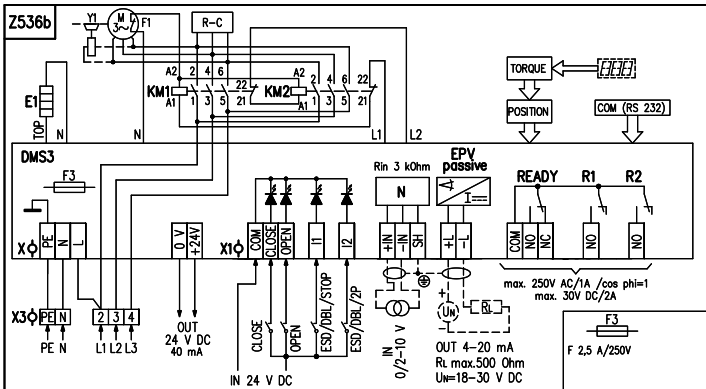 Z536b
Y1
M
3~
F1
R-C
A2
2 4 6
22
KM1
A1
1 3 5
21
A2
2 4 6
22
KM2
A1
1 3 5
21
E1
TOP
N
N
L1
L2
TORQUE
POSITION
COM (RS 232)
DMS3
F3
Rin 3 kOhm
N
EPV
passive
I
READY
R1
R2
X
PE
N
L
0 V
+24V
X1
COM
CLOSE
OPEN
I1
I2
+IN
-IN
SH
+L
-L
COM
NO
NC
NO
NO
max. 250V AC/1A /cos phi=1
max. 30V DC/2A
X3
PE N
2 3 4
PE N
L1 L2 L3
OUT
24 V DC
40 mA
CLOSE
OPEN
ESD/DBL/STOP
ESD/DBL/2P
IN 24 V DC
IN
0/2-10 V
+
UN
-
RL
OUT 4-20 mA
RL max.500 Ohm
UN=18-30 V DC
F3
F 2,5 A/250V